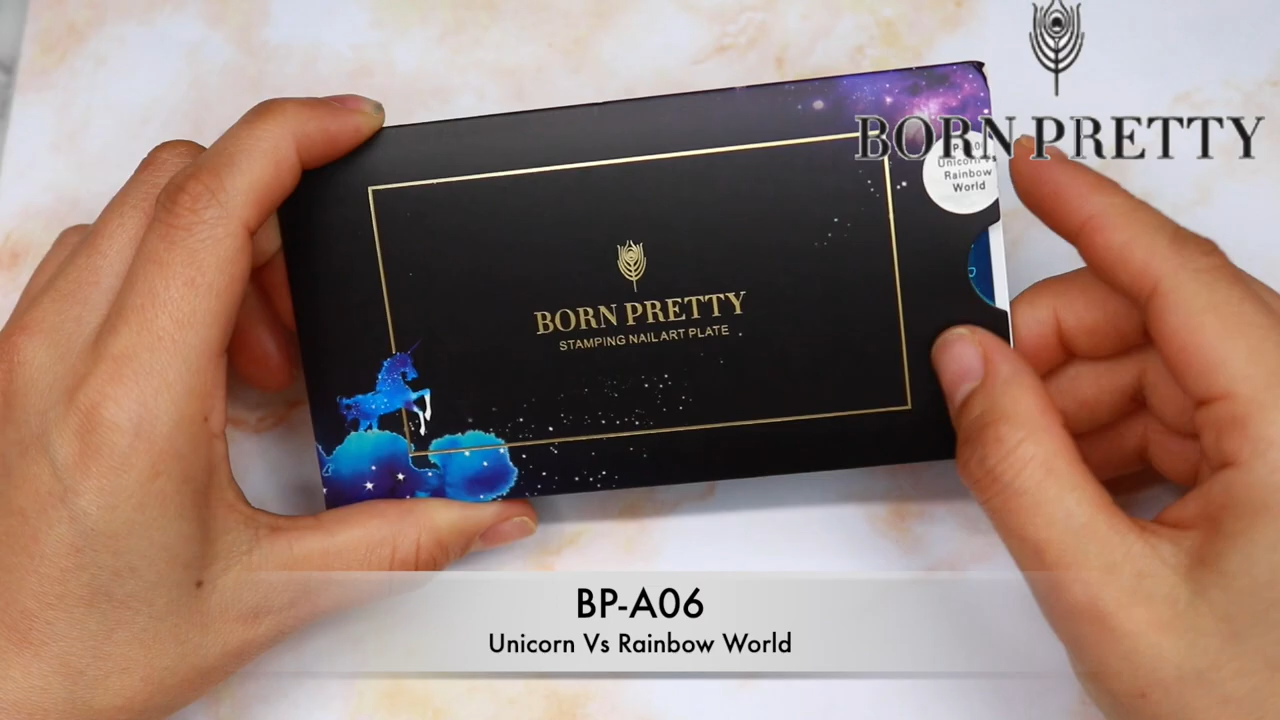 BORN PRETTY
Unicorn Vs
Rainbow
World
BORN PRETTY
STAMPING NAIL ART PLATE
BP-A06
Unicorn Vs Rainbow World